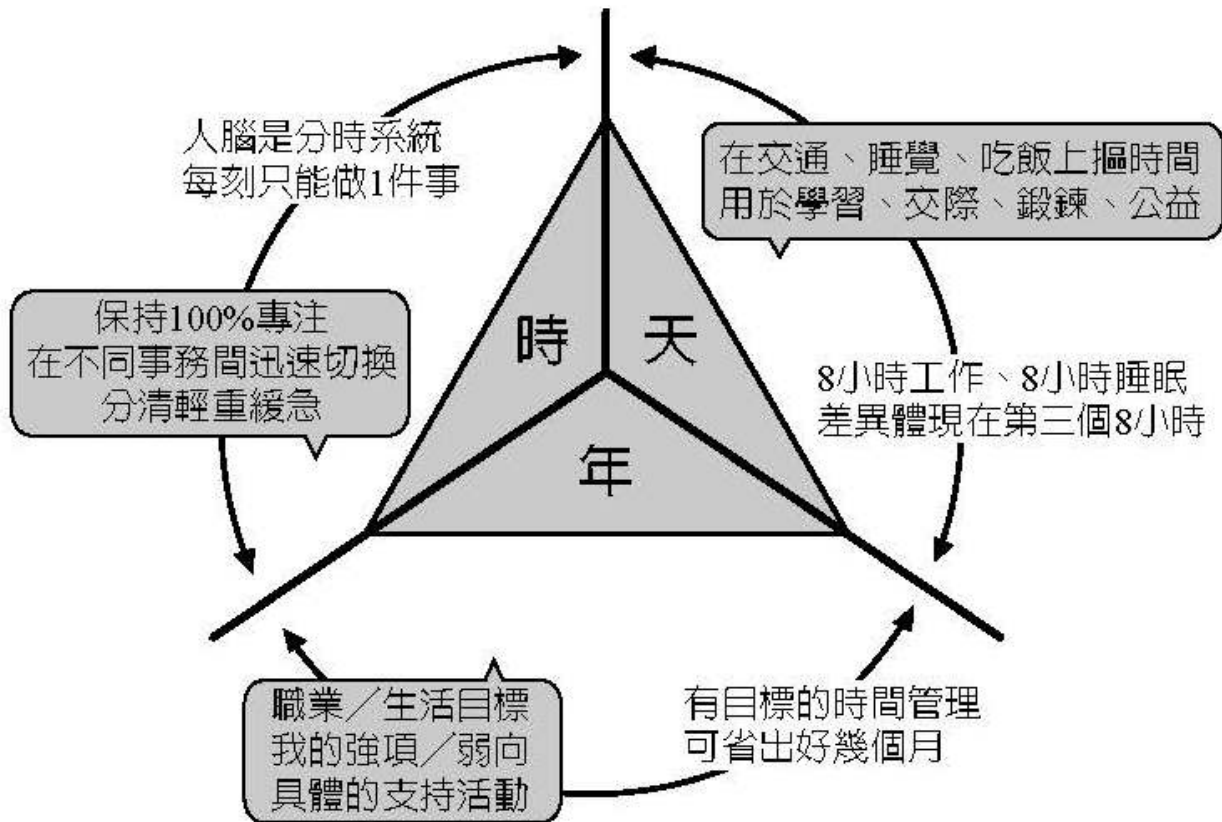 人腦是分時系統
每刻只能做1件事
在交通、睡覺、吃飯上摳時間
用於學習、交際、鍛鍊、公益
保持100%專注
在不同事務間迅速切換
分清輕重緩急
時
天
年
8小時工作、8小時睡眠
差異體現在第三個8小時
職業／生活目標
我的強項／弱向
具體的支持活動
有目標的時間管理
可省出好幾個月